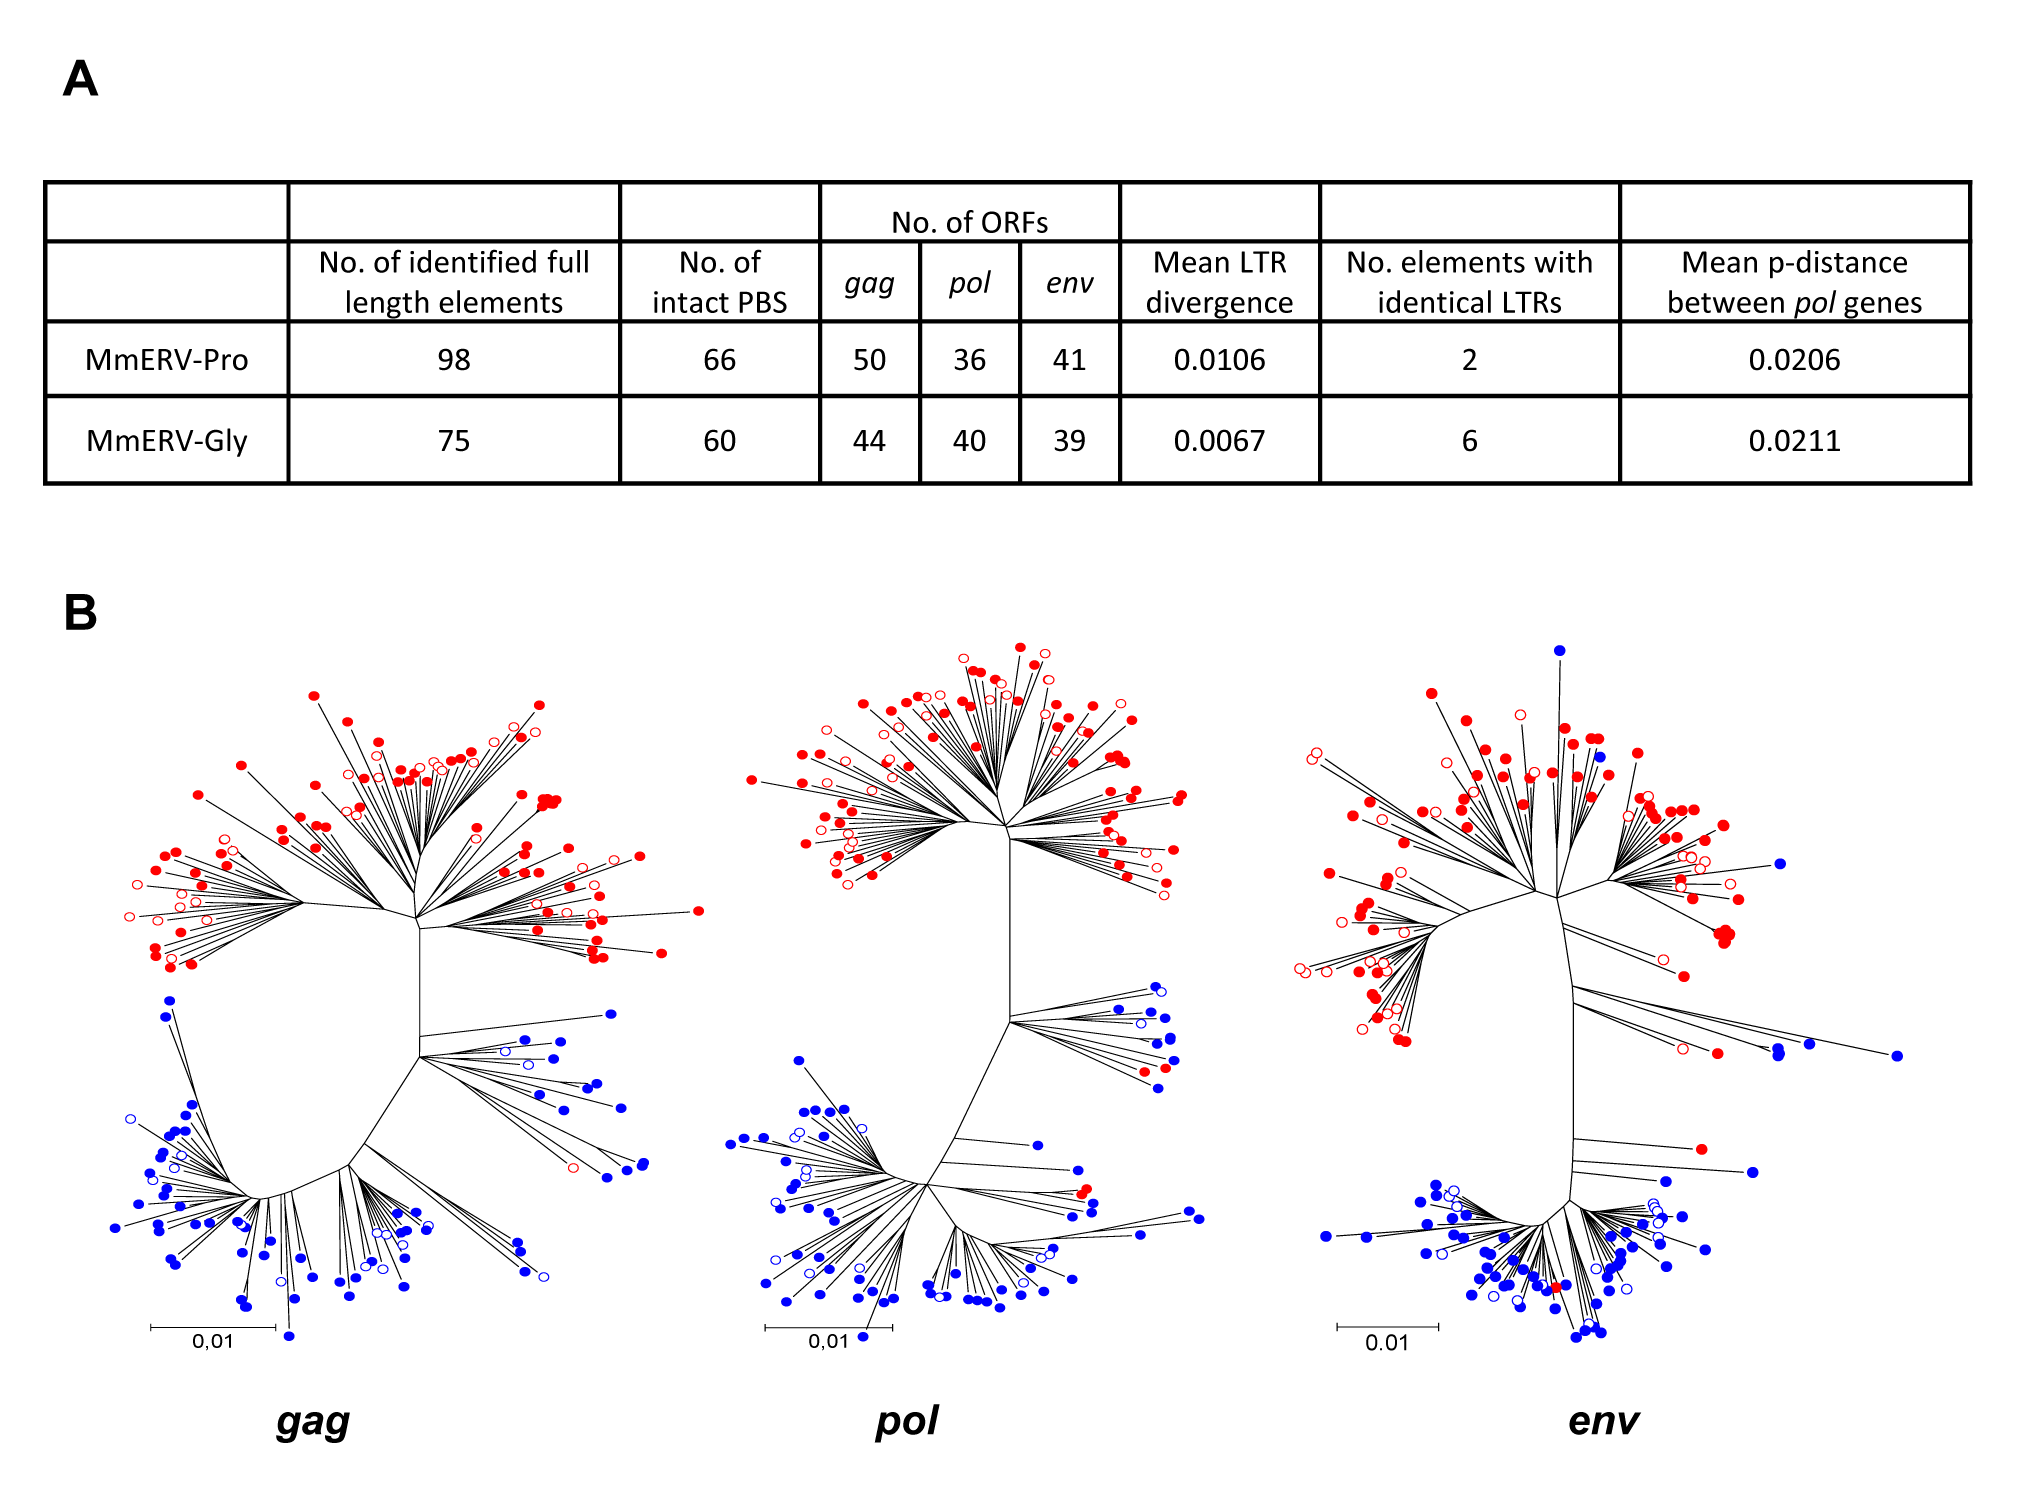 A
No. of ORFs
No. of identified full length elements
No. of intact PBS
gag
pol
env
Mean LTR divergence
No. elements with identical LTRs
Mean p-distance between pol genes
MmERV-Pro 98 66 50 36 41 0.0106 2 0.0206
MmERV-Gly 75 60 44 40 39 0.0067 6 0.0211
B
0,01
0,01
0.01
gag
pol
env